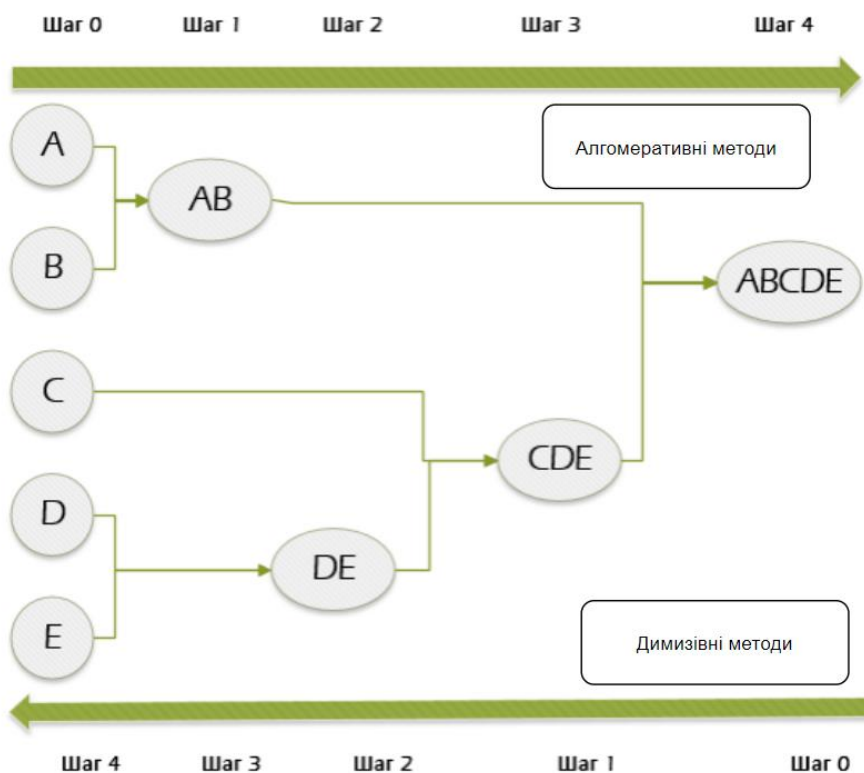 Шаг 0 Шаг 1 Шаг 2 Шаг 3 Шаг 4
Алгомеративні методи
A
AB
B
ABCDE
C
CDE
D
DE
E
Димизівні методи
Шаг 4 Шаг 3 Шаг 2 Шаг 1 Шаг 0